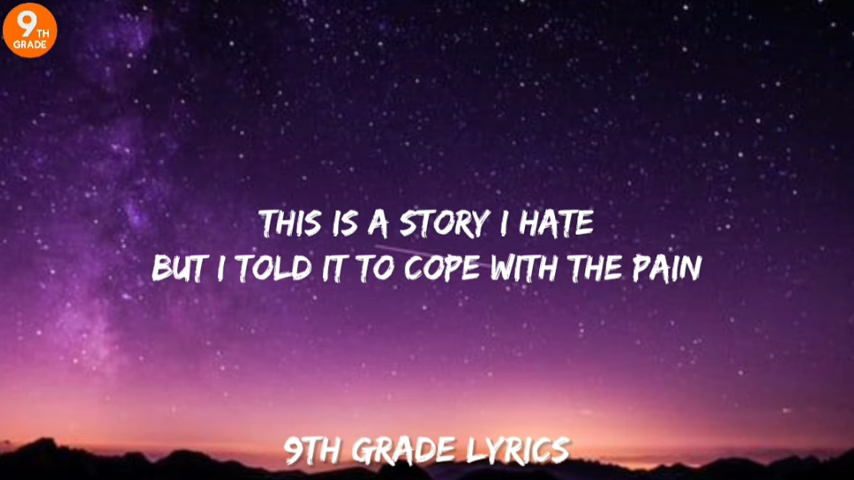 9TH
GRADE
THIS IS A STORY I HATE
BUT I TOLD IT TO COPE WITH THE PAIN
9TH GRADE LYRICS